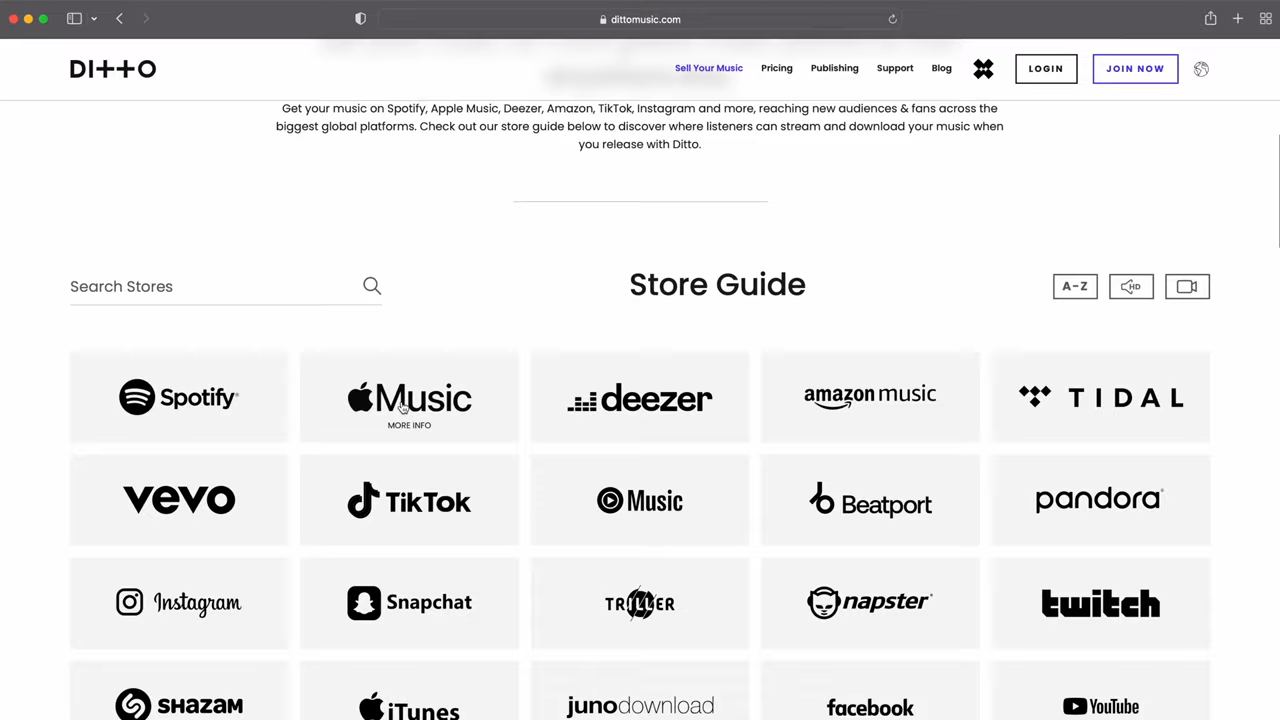 dittomusic.com
DITTO
Sell Your Music
Pricing
Publishing
Support
Blog
LOGIN
JOIN NOW
Get your music on Spotify, Apple Music, Deezer, Amazon, TikTok, Instagram and more, reaching new audiences & fans across the
biggest global platforms. Check out our store guide below to discover where listeners can stream and download your music when
you release with Ditto.
Search Stores
Store Guide
A-Z
HD
Spotify
Music
MORE INFO
deezer
amazon music
TIDAL
vevo
TikTok
Music
Beatport
pandora
Instagram
Snapchat
TRILLER
napster
twitch
SHAZAM
iTunes
junodownload
facebook
YouTube